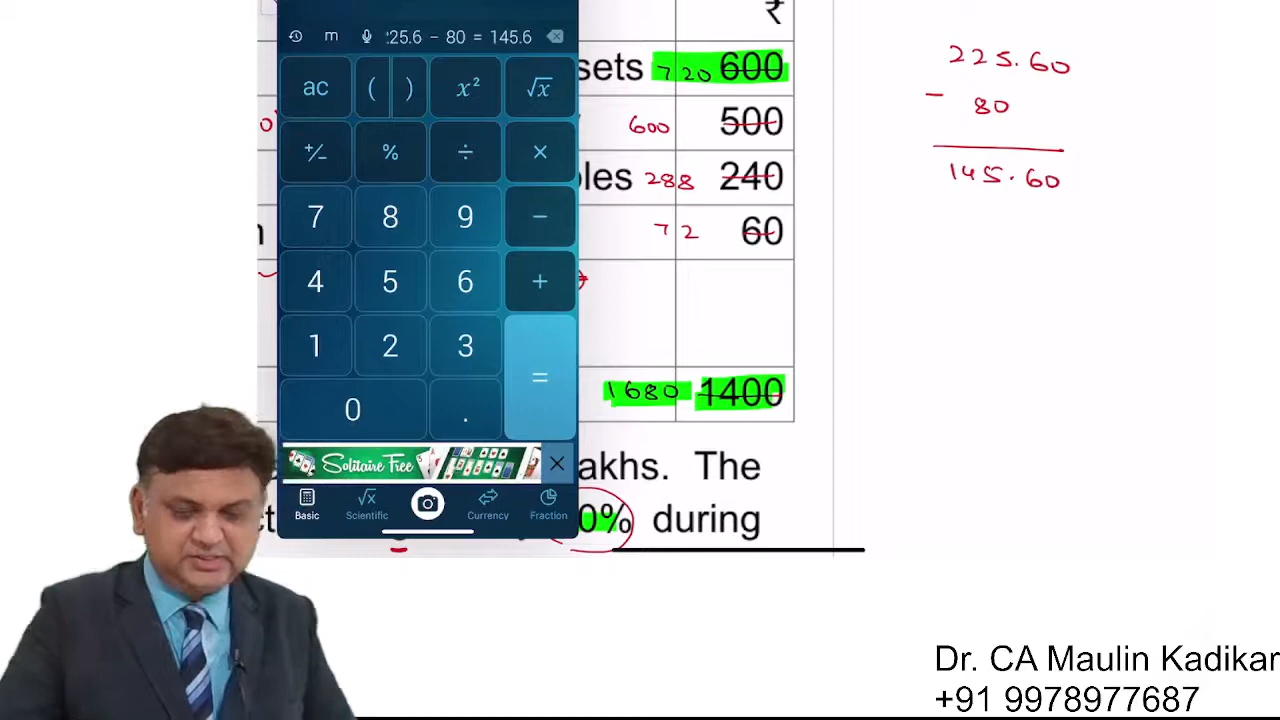 ₹
m :25.6 − 80 = 145.6
ac ( ) x² √x
+/− % ÷ ×
7 8 9 −
4 5 6 +
1 2 3 =
0 .
Solitaire Free
Basic Scientific Currency Fraction
sets 720 600
600 500
les 288 240
72 60
1680 1400
akhs. The
0% during
225.60
− 80
145.60
Dr. CA Maulin Kadikar
+91 9978977687